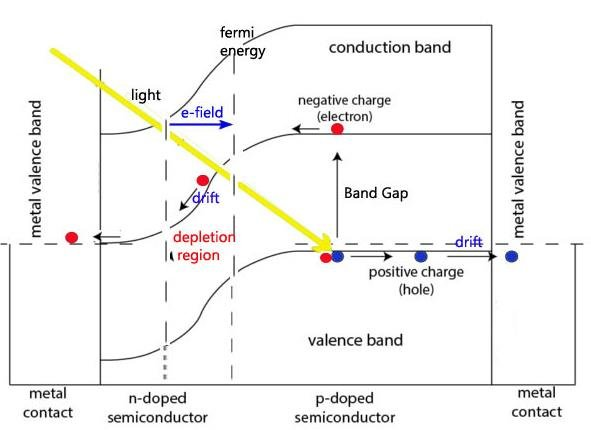 fermi
energy
conduction band
light
e-field
negative charge
(electron)
metal valence band
metal valence band
Band Gap
drift
depletion
region
drift
positive charge
(hole)
valence band
metal
contact
n-doped
semiconductor
p-doped
semiconductor
metal
contact